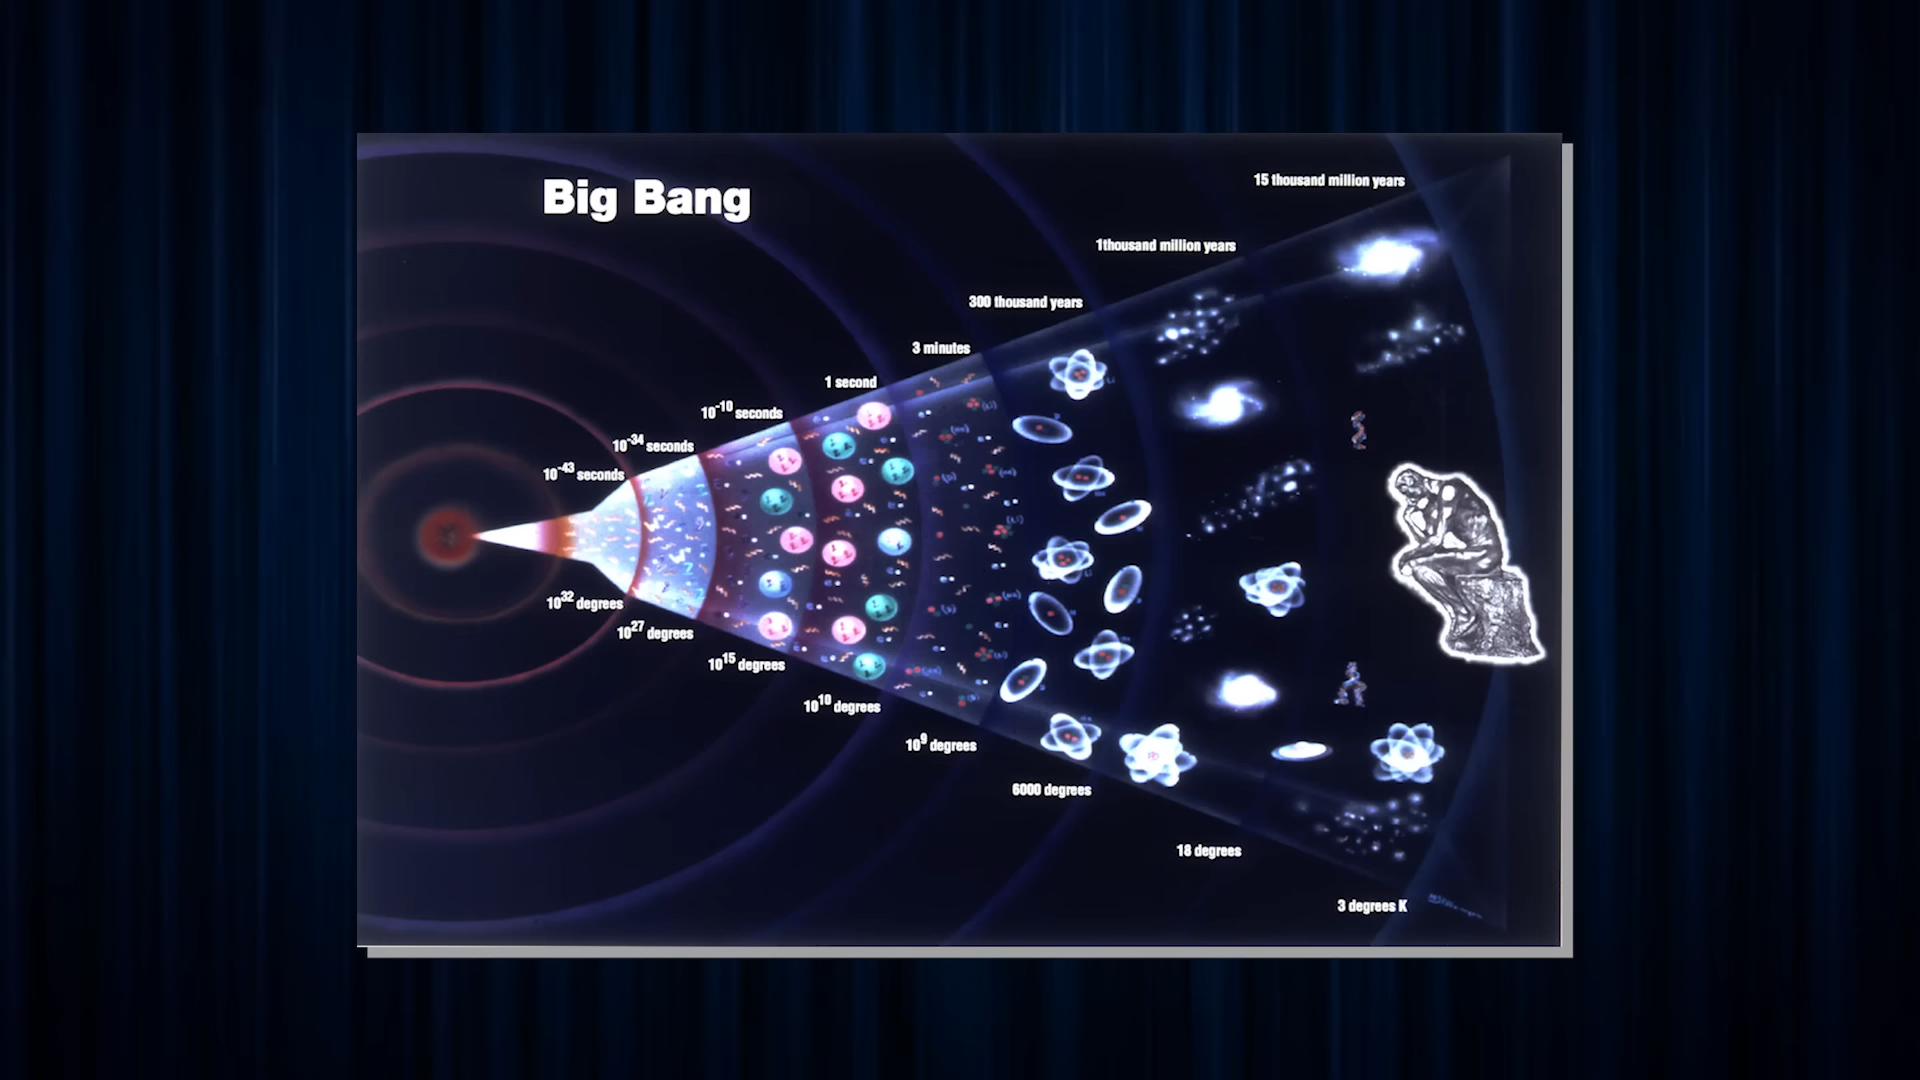 Big Bang
15 thousand million years
1thousand million years
300 thousand years
3 minutes
1 second
10⁻¹⁰ seconds
10⁻³⁴ seconds
10⁻⁴³ seconds
10³² degrees
10²⁷ degrees
10¹⁵ degrees
10¹⁰ degrees
10⁹ degrees
6000 degrees
18 degrees
3 degrees K